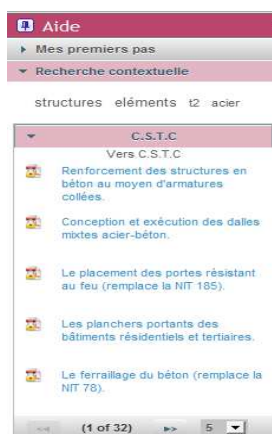 Aide
Mes premiers pas
Recherche contextuelle
structures eléments t2 acier
C.S.T.C
Vers C.S.T.C
Renforcement des structures en
béton au moyen d'armatures
collées.
Conception et exécution des dalles
mixtes acier-béton.
Le placement des portes résistant
au feu (remplace la NIT 185).
Les planchers portants des
bâtiments résidentiels et tertiaires.
Le ferraillage du béton (remplace la
NIT 78).
(1 of 32) 5